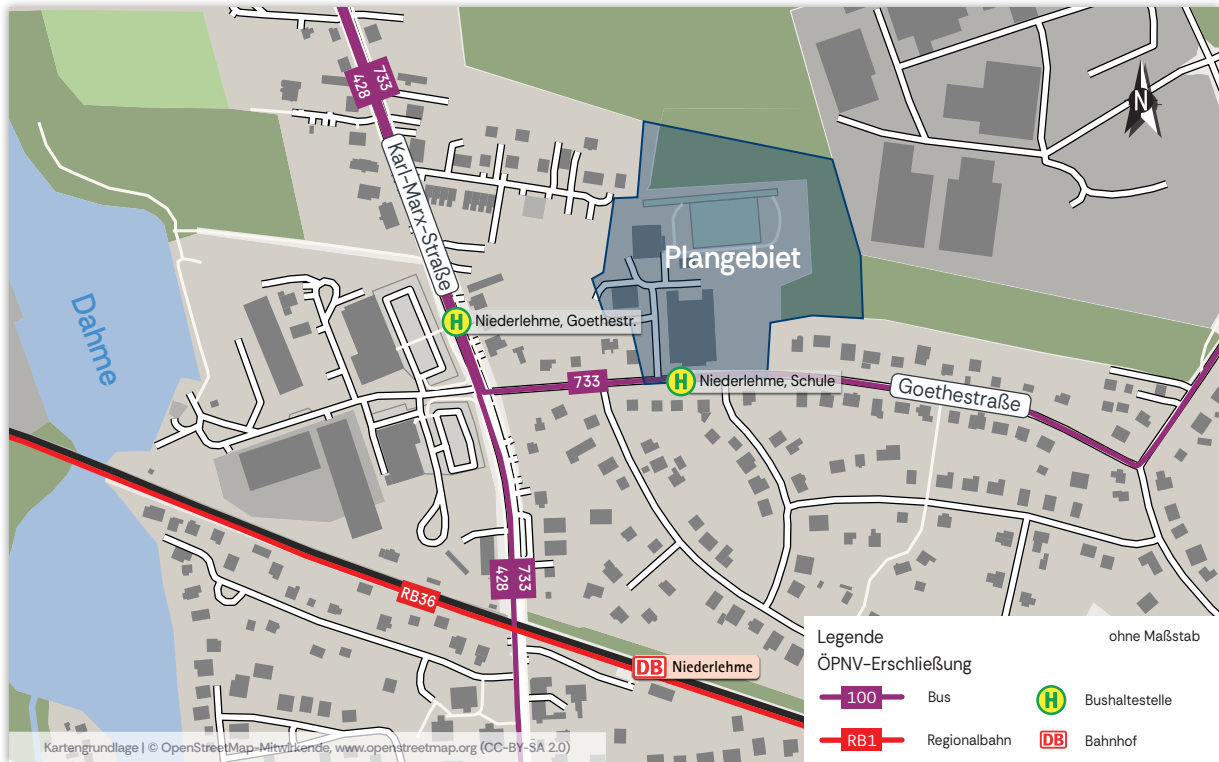 733
428
N
Karl-Marx-Straße
Plangebiet
Dahme
H Niederlehme, Goethestr.
733
H Niederlehme, Schule
Goethestraße
428
733
RB36
DB Niederlehme
Legende
ohne Maßstab
ÖPNV-Erschließung
100 Bus
H Bushaltestelle
RB1 Regionalbahn
DB Bahnhof
Kartengrundlage | © OpenStreetMap-Mitwirkende, www.openstreetmap.org (CC-BY-SA 2.0)